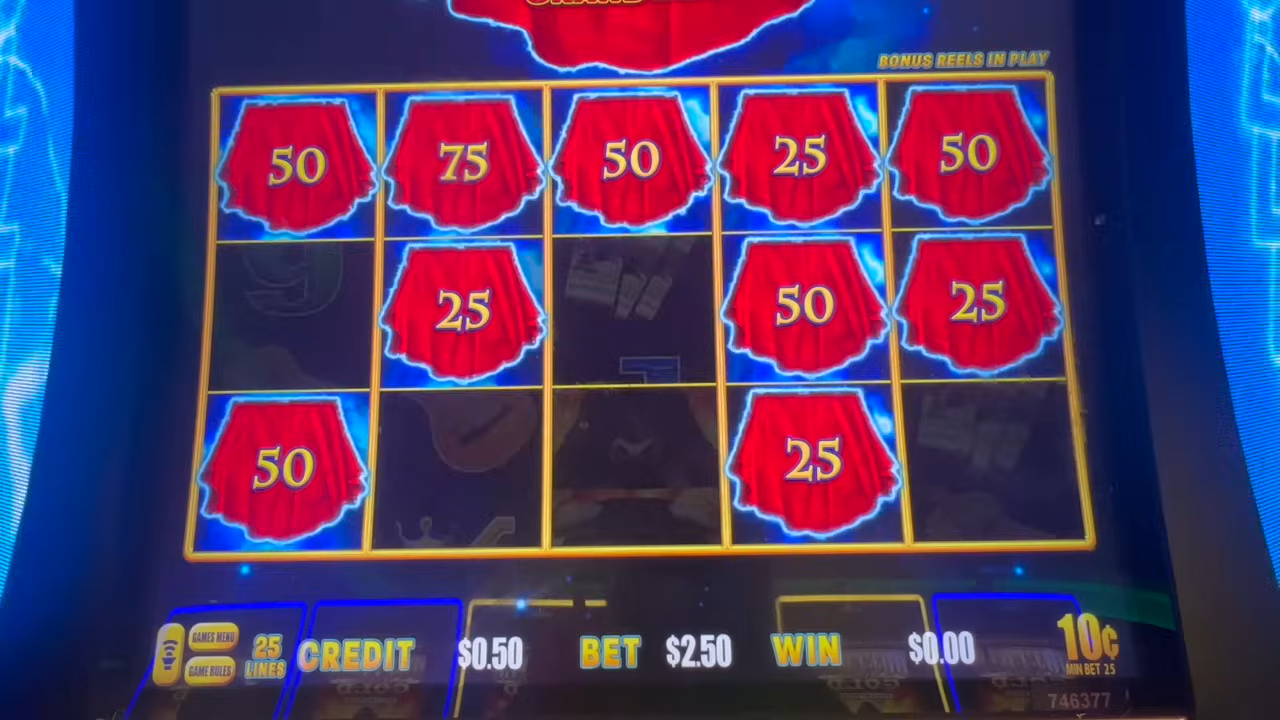 BONUS REELS IN PLAY
50 75 50 25 50
25 50 25
50 25
GAMES MENU
GAME RULES
25 LINES
CREDIT $0.50 BET $2.50 WIN $0.00
10¢
MIN BET 25
746377